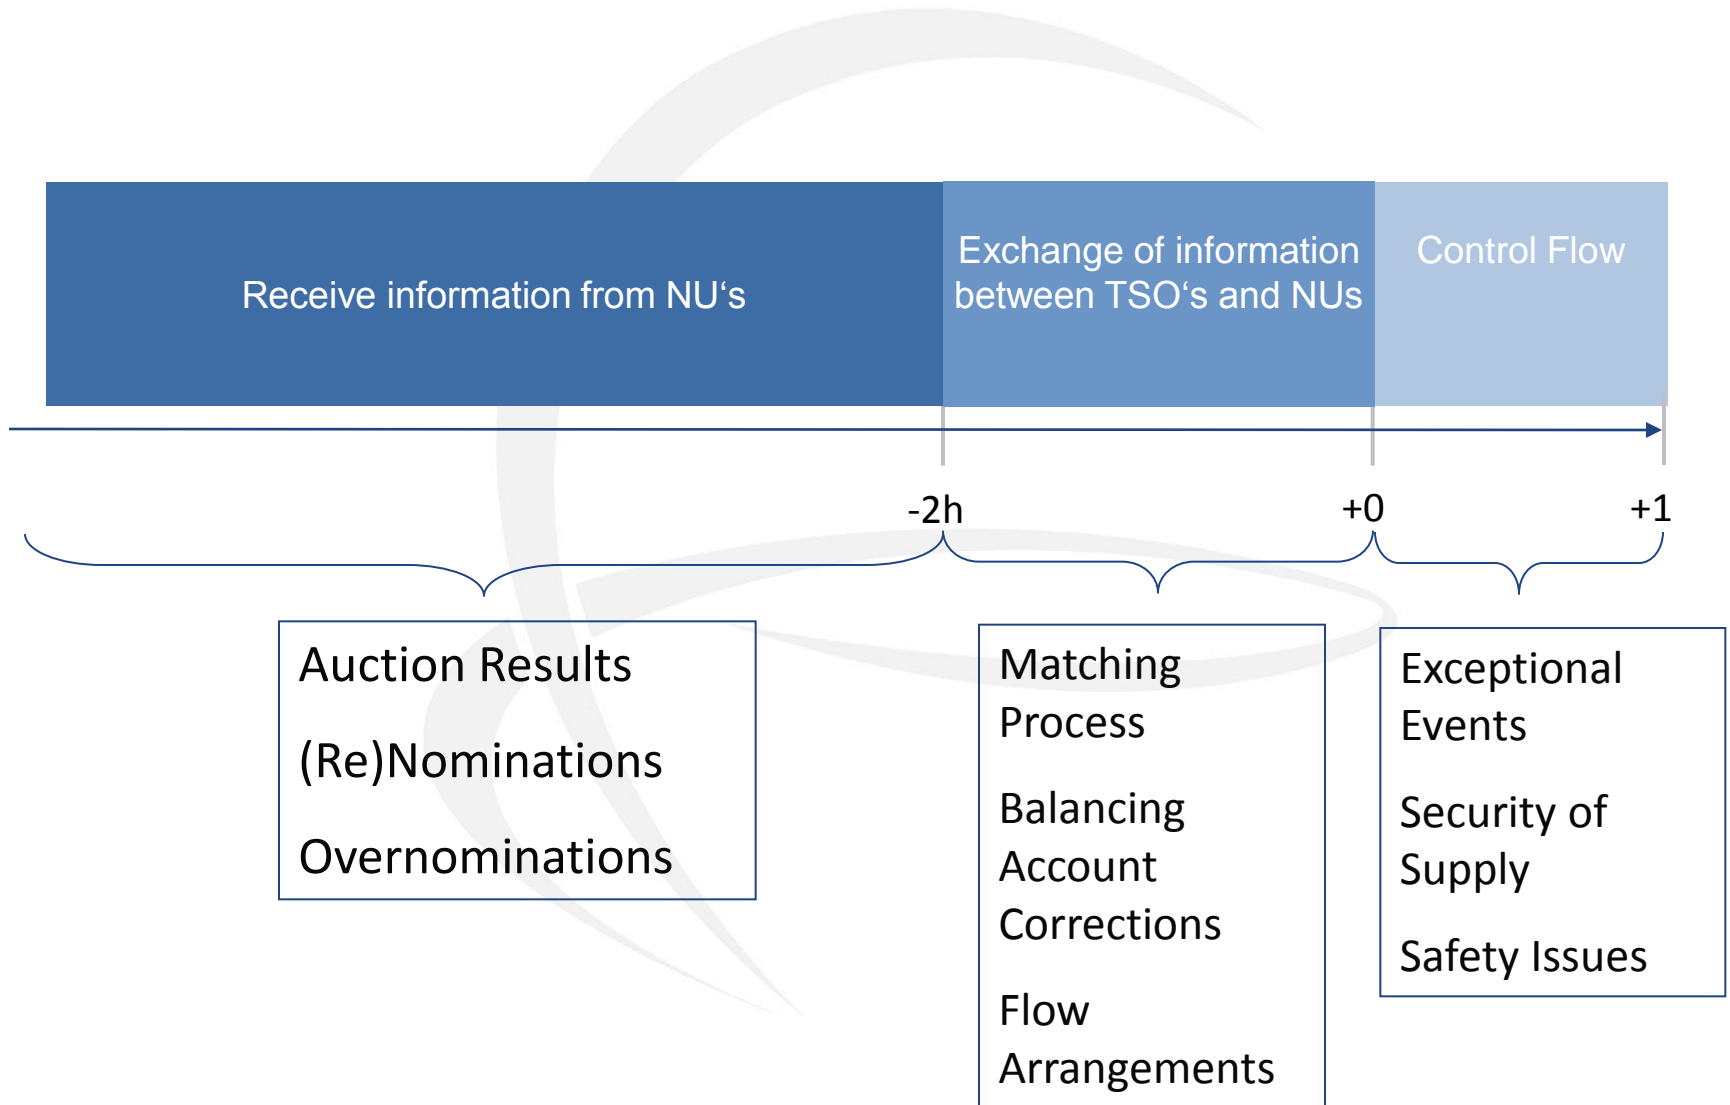 Receive information from NU‘s
Exchange of information
between TSO‘s and NUs
Control Flow
-2h
+0
+1
Auction Results
(Re)Nominations
Overnominations
Matching
Process
Balancing
Account
Corrections
Flow
Arrangements
Exceptional
Events
Security of
Supply
Safety Issues